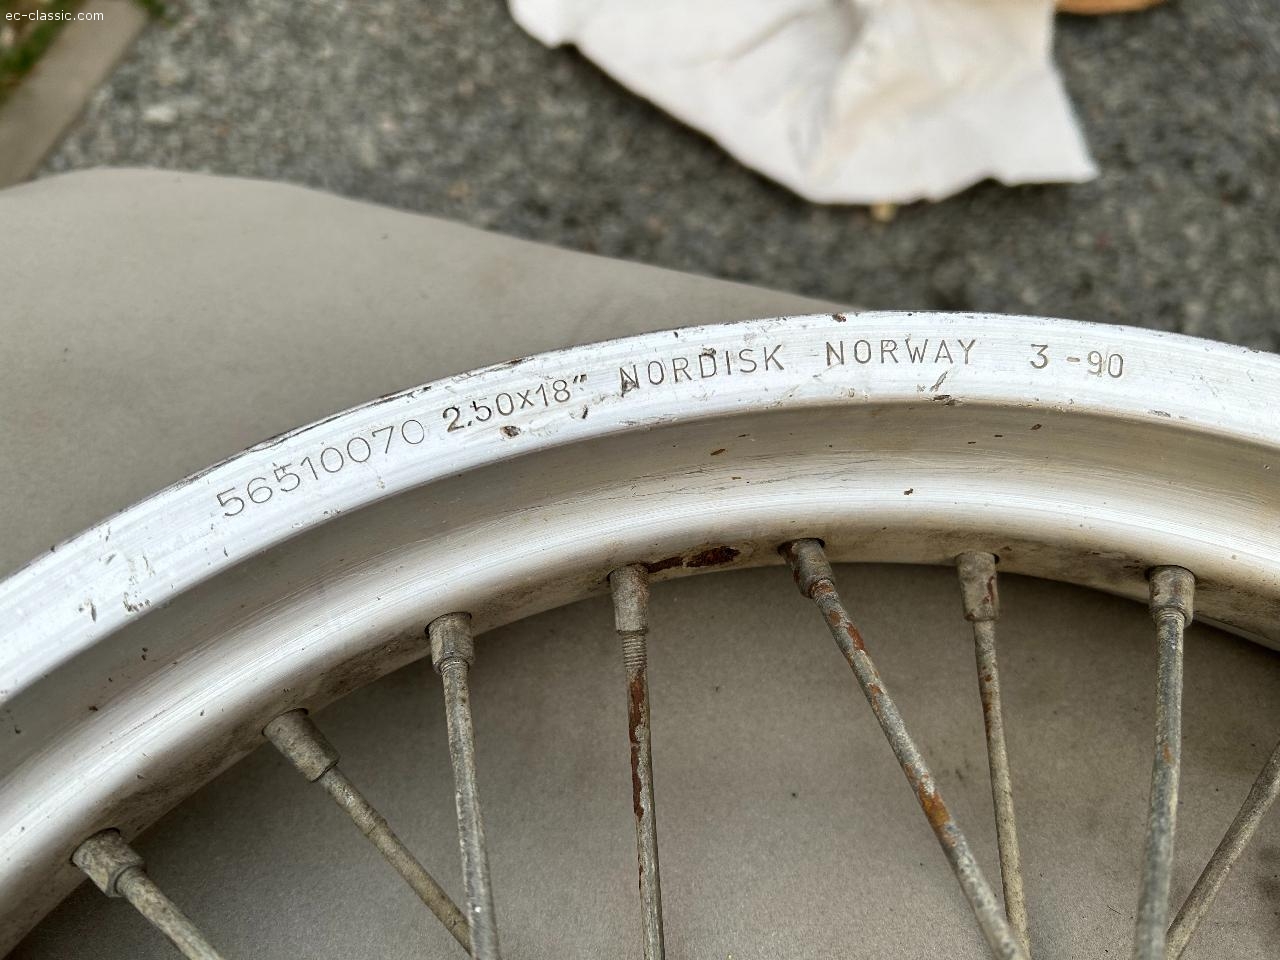 ec-classic.com
56510070 2.50x18" NORDISK NORWAY 3-90